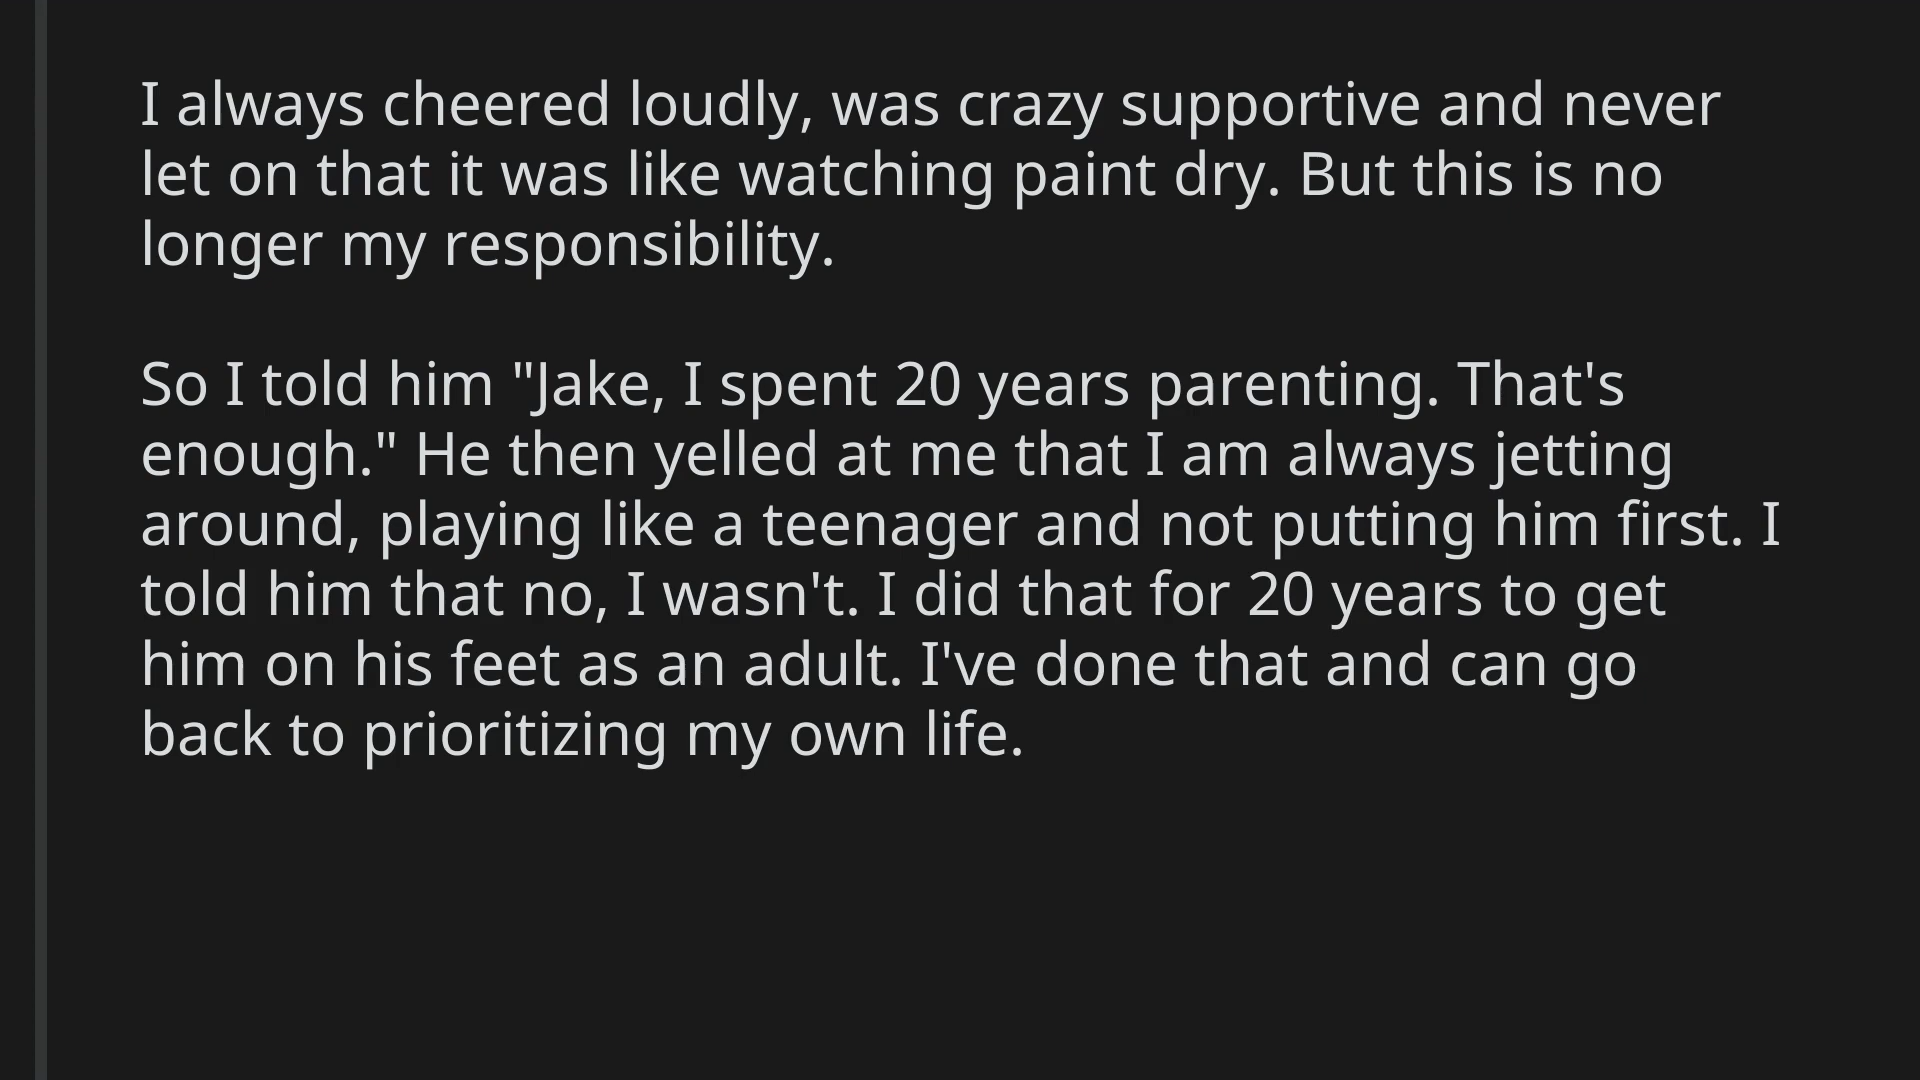 I always cheered loudly, was crazy supportive and never
let on that it was like watching paint dry. But this is no
longer my responsibility.
So I told him "Jake, I spent 20 years parenting. That's
enough." He then yelled at me that I am always jetting
around, playing like a teenager and not putting him first. I
told him that no, I wasn't. I did that for 20 years to get
him on his feet as an adult. I've done that and can go
back to prioritizing my own life.